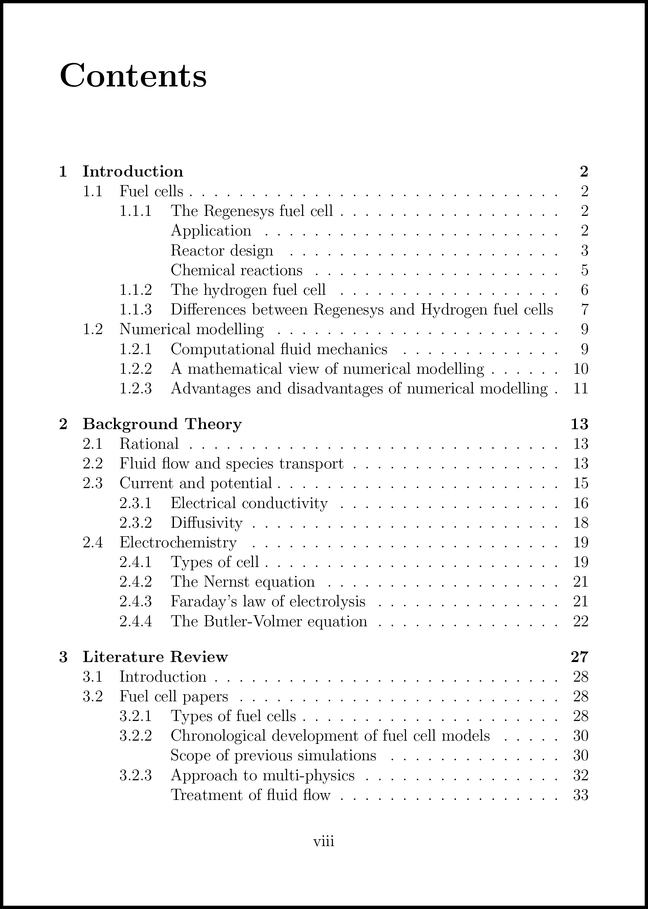 Contents
1 Introduction 2
1.1 Fuel cells . . . . . . . . . . . . . . . . . . . . . . . . . . . . . . 2
1.1.1 The Regenesys fuel cell . . . . . . . . . . . . . . . . . . 2
Application . . . . . . . . . . . . . . . . . . . . . . . . 2
Reactor design . . . . . . . . . . . . . . . . . . . . . . 3
Chemical reactions . . . . . . . . . . . . . . . . . . . . 5
1.1.2 The hydrogen fuel cell . . . . . . . . . . . . . . . . . . 6
1.1.3 Differences between Regenesys and Hydrogen fuel cells 7
1.2 Numerical modelling . . . . . . . . . . . . . . . . . . . . . . . 9
1.2.1 Computational fluid mechanics . . . . . . . . . . . . . 9
1.2.2 A mathematical view of numerical modelling . . . . . . 10
1.2.3 Advantages and disadvantages of numerical modelling . 11
2 Background Theory 13
2.1 Rational . . . . . . . . . . . . . . . . . . . . . . . . . . . . . . 13
2.2 Fluid flow and species transport . . . . . . . . . . . . . . . . . 13
2.3 Current and potential . . . . . . . . . . . . . . . . . . . . . . . 15
2.3.1 Electrical conductivity . . . . . . . . . . . . . . . . . . 16
2.3.2 Diffusivity . . . . . . . . . . . . . . . . . . . . . . . . . 18
2.4 Electrochemistry . . . . . . . . . . . . . . . . . . . . . . . . . 19
2.4.1 Types of cell . . . . . . . . . . . . . . . . . . . . . . . . 19
2.4.2 The Nernst equation . . . . . . . . . . . . . . . . . . . 21
2.4.3 Faraday's law of electrolysis . . . . . . . . . . . . . . . 21
2.4.4 The Butler-Volmer equation . . . . . . . . . . . . . . . 22
3 Literature Review 27
3.1 Introduction . . . . . . . . . . . . . . . . . . . . . . . . . . . . 28
3.2 Fuel cell papers . . . . . . . . . . . . . . . . . . . . . . . . . . 28
3.2.1 Types of fuel cells . . . . . . . . . . . . . . . . . . . . . 28
3.2.2 Chronological development of fuel cell models . . . . . 30
Scope of previous simulations . . . . . . . . . . . . . . 30
3.2.3 Approach to multi-physics . . . . . . . . . . . . . . . . 32
Treatment of fluid flow . . . . . . . . . . . . . . . . . . 33
viii